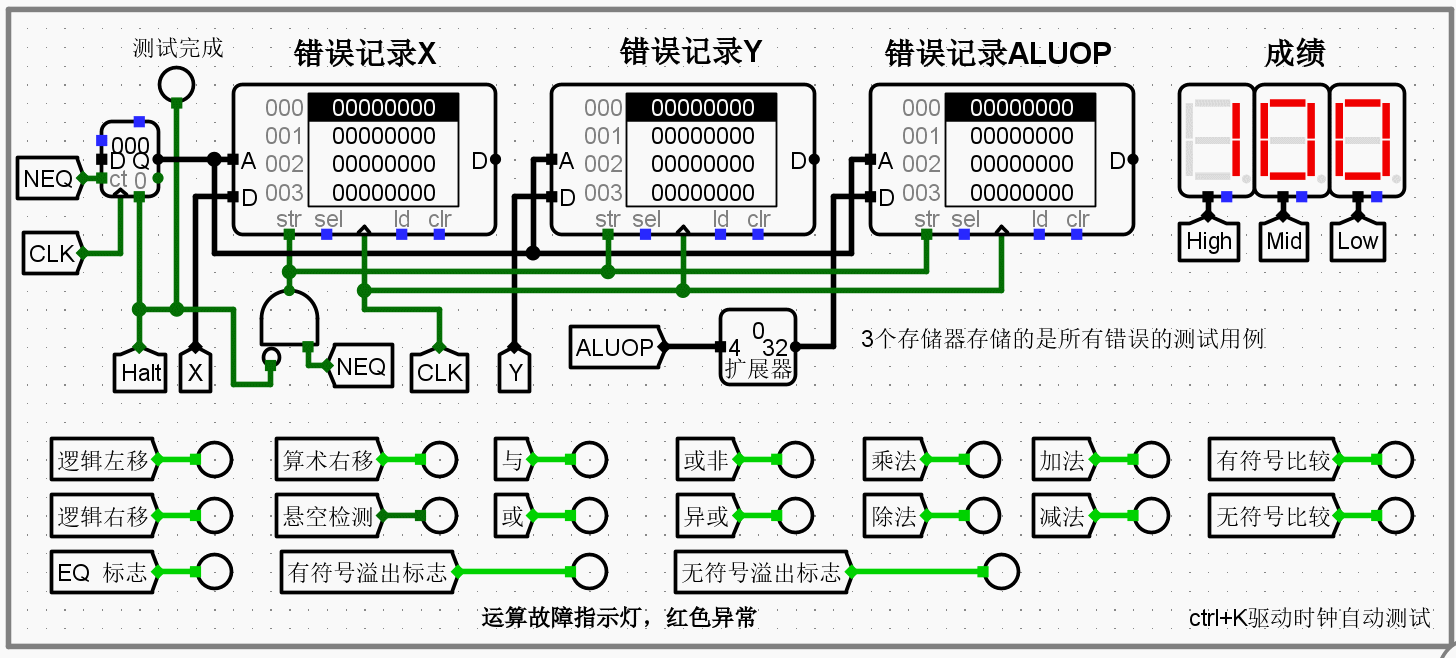 测试完成
错误记录X
错误记录Y
错误记录ALUOP
成绩
000 00000000
001 00000000
002 00000000
003 00000000
A
D
D
str sel ld clr
000 00000000
001 00000000
002 00000000
003 00000000
A
D
D
str sel ld clr
000 00000000
001 00000000
002 00000000
003 00000000
A
D
D
str sel ld clr
100
000
D Q
ct 0
NEQ
CLK
High
Mid
Low
Halt
X
NEQ
CLK
Y
ALUOP
0
4 32
扩展器
3个存储器存储的是所有错误的测试用例
逻辑左移
算术右移
与
或非
乘法
加法
有符号比较
逻辑右移
悬空检测
或
异或
除法
减法
无符号比较
EQ 标志
有符号溢出标志
无符号溢出标志
运算故障指示灯，红色异常
ctrl+K驱动时钟自动测试